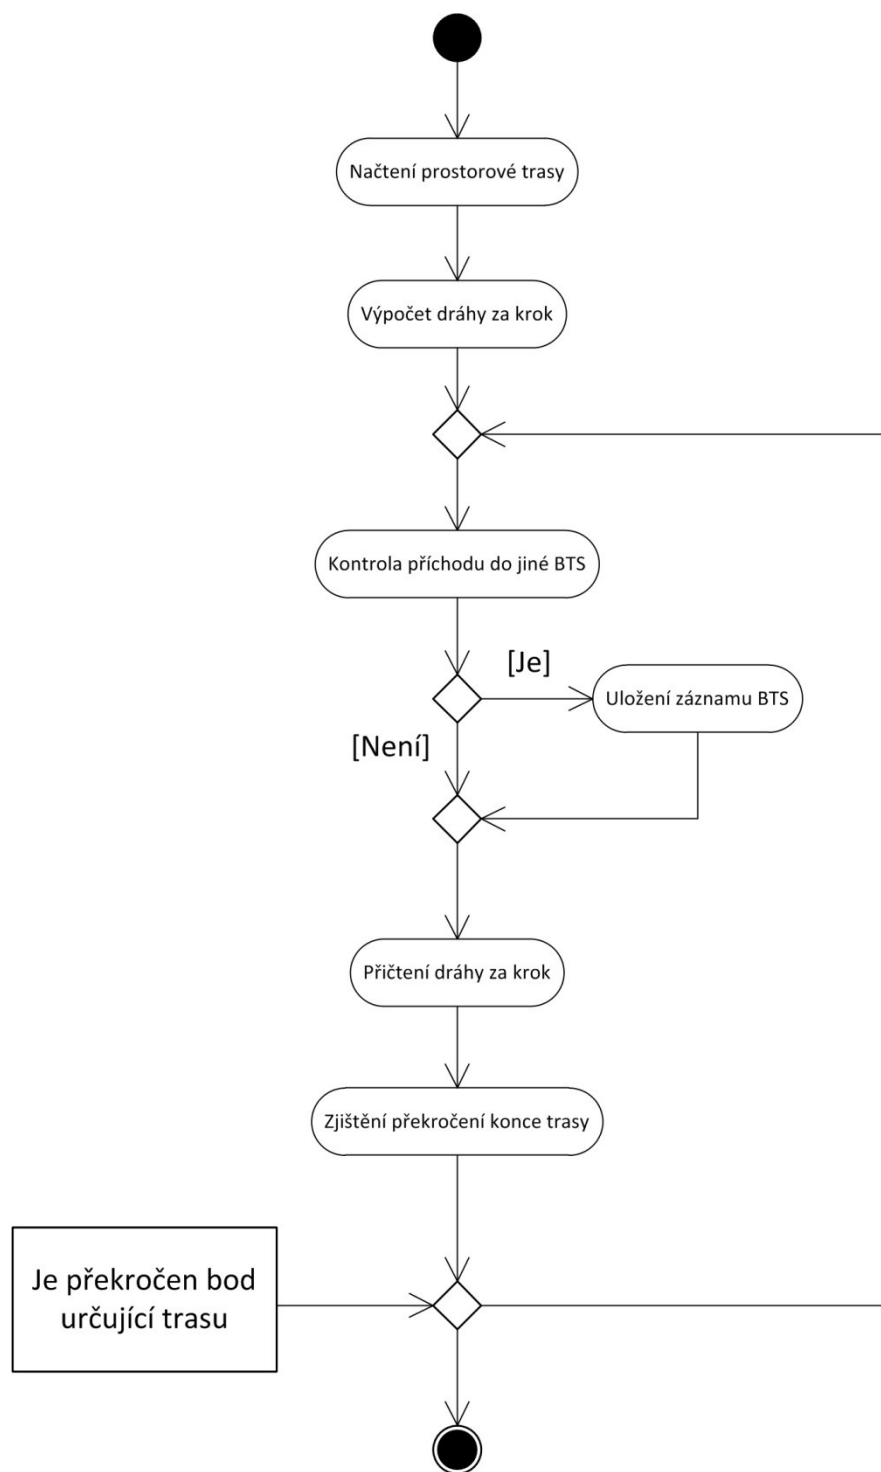 Načtení prostorové trasy
Výpočet dráhy za krok
Kontrola příchodu do jiné BTS
[Je]
Uložení záznamu BTS
[Není]
Přičtení dráhy za krok
Zjištění překročení konce trasy
Je překročen bod
určující trasu